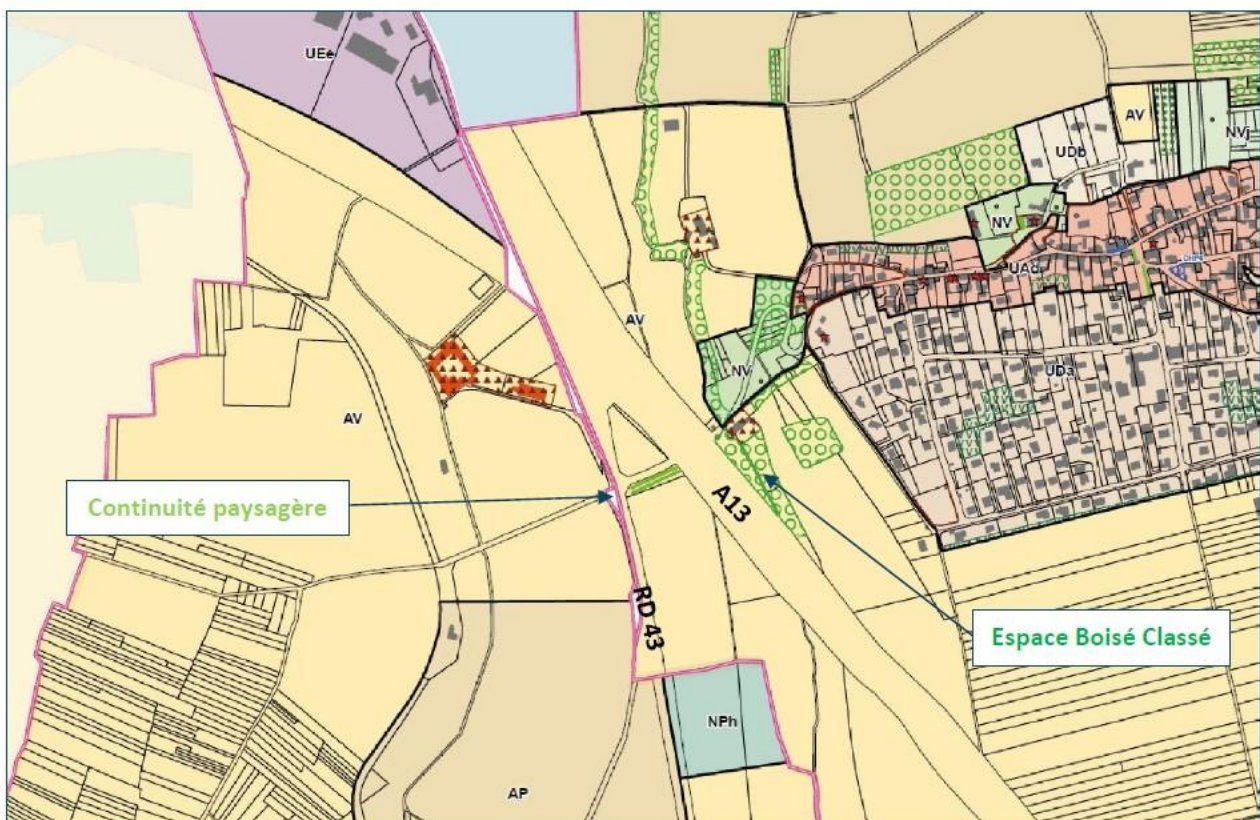 UEe
AV
UDb
NVj
NV
UAd
AV
NV
UDa
AV
Continuité paysagère
A13
RD 43
Espace Boisé Classé
NPh
AP